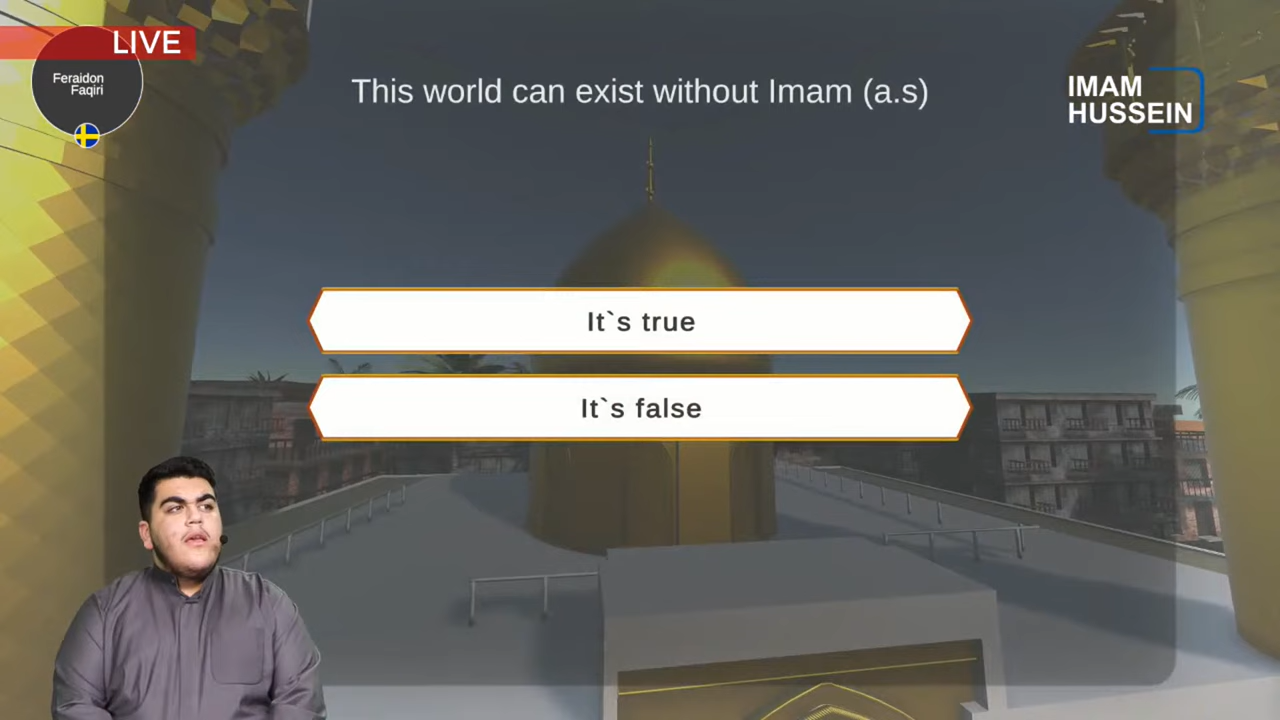 LIVE
Feraidon
Faqiri
This world can exist without Imam (a.s)
IMAM
HUSSEIN
It`s true
It`s false